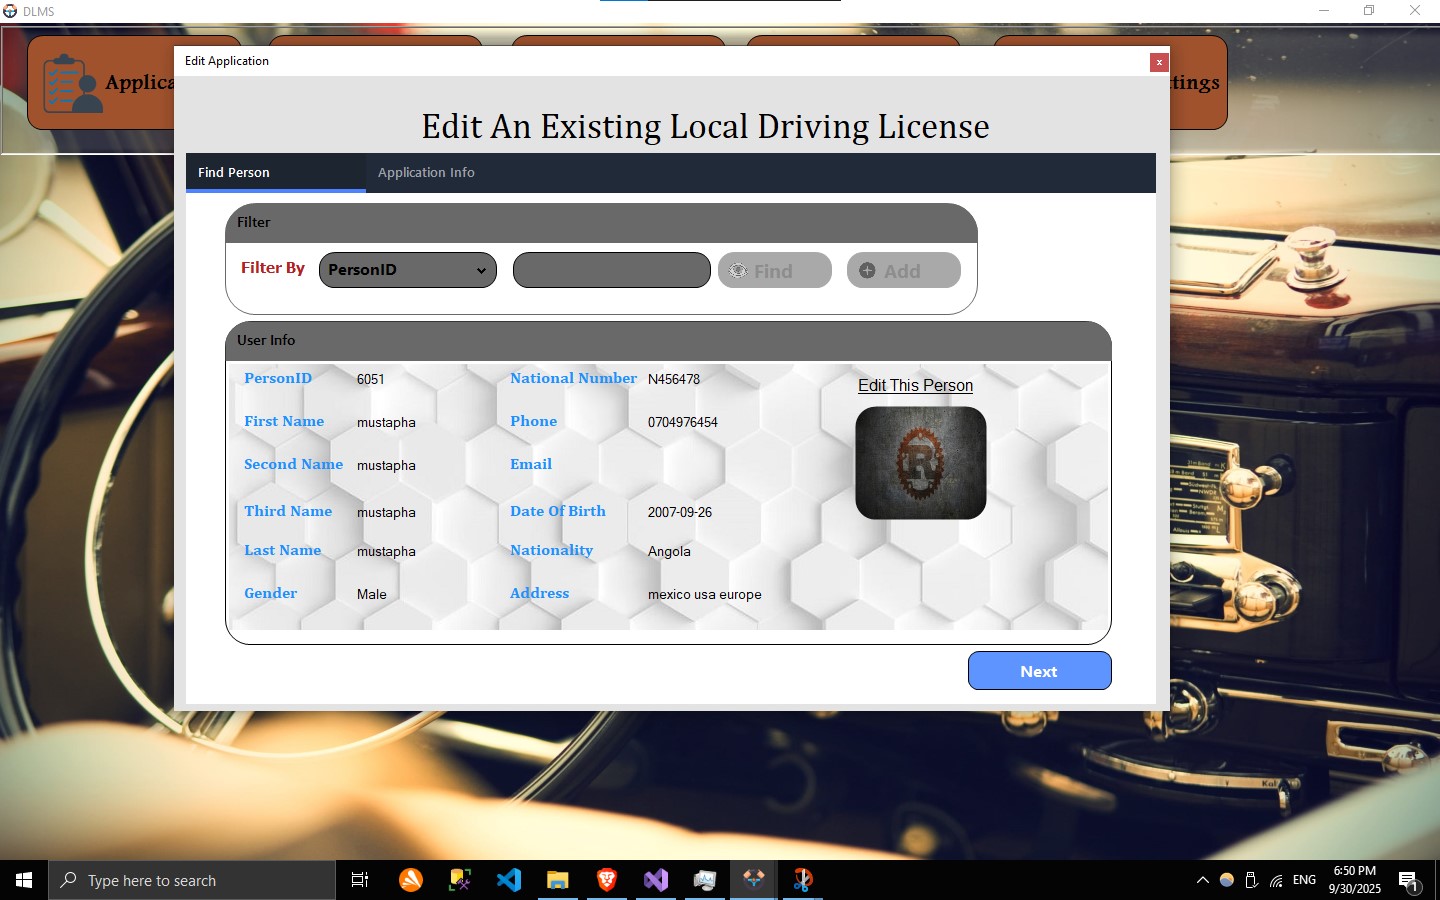 DLMS
Applica
ttings
Edit Application
x
Edit An Existing Local Driving License
Find Person
Application Info
Filter
Filter By
PersonID
Find
Add
User Info
PersonID 6051 National Number N456478
Edit This Person
First Name mustapha Phone 0704976454
Second Name mustapha Email
R
Third Name mustapha Date Of Birth 2007-09-26
Last Name mustapha Nationality Angola
Gender Male Address mexico usa europe
Next
Type here to search
ENG
6:50 PM
9/30/2025
1